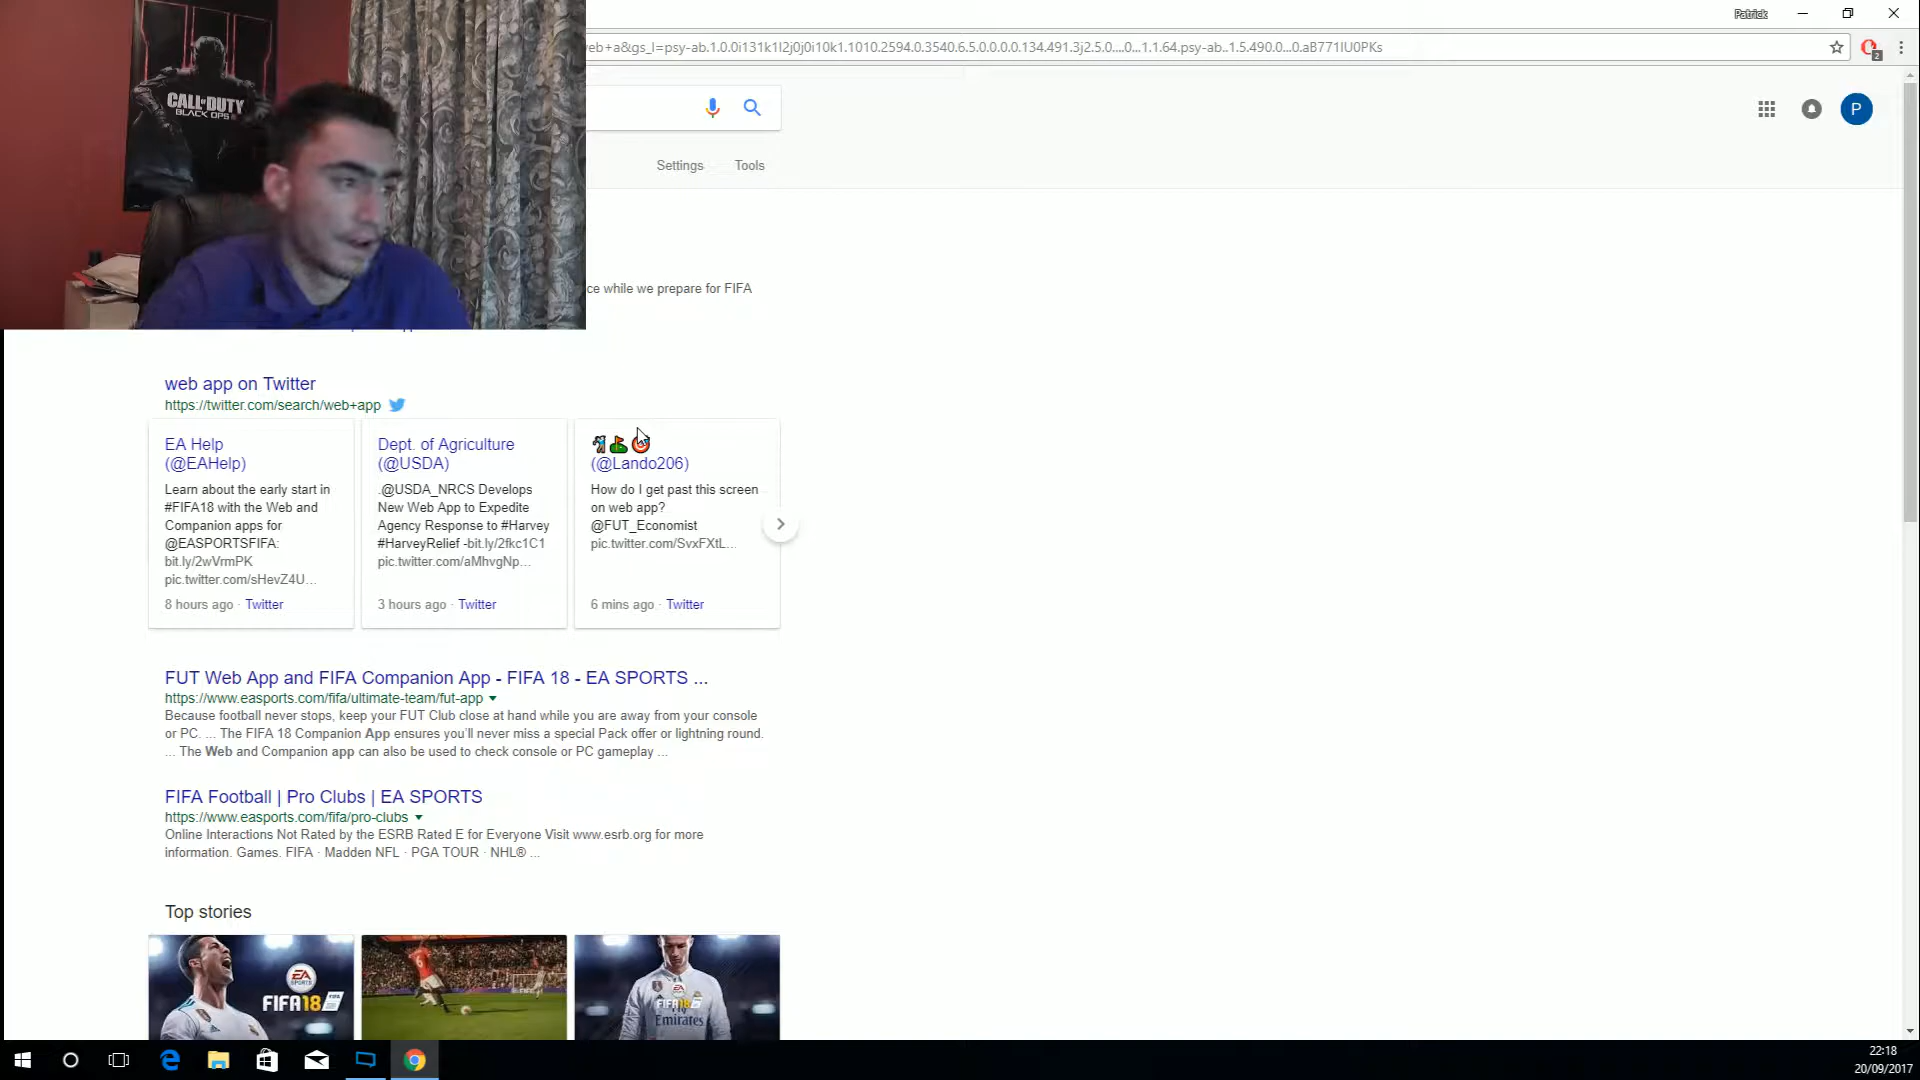 Patrick
eb+a&gs_l=psy-ab.1.0.0i131k1l2j0j0i10k1.1010.2594.0.3540.6.5.0.0.0.0.134.491.3j2.5.0....0...1.1.64.psy-ab..1.5.490.0...0.aB771lU0PKs
2
CALL OF DUTY
BLACK OPS
P
Settings
Tools
ce while we prepare for FIFA
web app on Twitter
https://twitter.com/search/web+app
EA Help
(@EAHelp)
Learn about the early start in
#FIFA18 with the Web and
Companion apps for
@EASPORTSFIFA:
bit.ly/2wVrmPK
pic.twitter.com/sHevZ4U...
8 hours ago · Twitter
Dept. of Agriculture
(@USDA)
.@USDA_NRCS Develops
New Web App to Expedite
Agency Response to #Harvey
#HarveyRelief -bit.ly/2fkc1C1
pic.twitter.com/aMhvgNp...
3 hours ago · Twitter
(@Lando206)
How do I get past this screen
on web app?
@FUT_Economist
pic.twitter.com/SvxFXtL...
6 mins ago · Twitter
FUT Web App and FIFA Companion App - FIFA 18 - EA SPORTS ...
https://www.easports.com/fifa/ultimate-team/fut-app
Because football never stops, keep your FUT Club close at hand while you are away from your console
or PC. ... The FIFA 18 Companion App ensures you'll never miss a special Pack offer or lightning round.
... The Web and Companion app can also be used to check console or PC gameplay ...
FIFA Football | Pro Clubs | EA SPORTS
https://www.easports.com/fifa/pro-clubs
Online Interactions Not Rated by the ESRB Rated E for Everyone Visit www.esrb.org for more
information. Games. FIFA · Madden NFL · PGA TOUR · NHL® ...
Top stories
EA
SPORTS
FIFA18
FIFA18
Fly
Emirates
22:18
20/09/2017